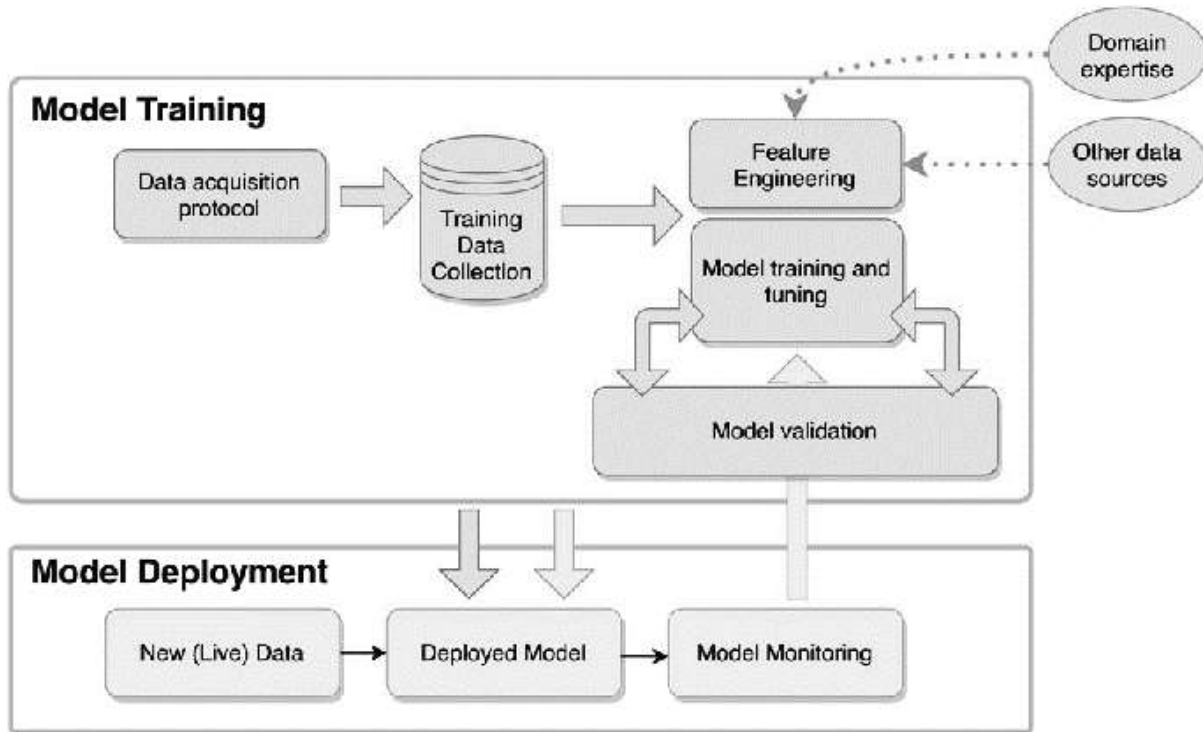 Domain
expertise
Model Training
Feature
Engineering
Other data
sources
Data acquisition
protocol
Training
Data
Collection
Model training and
tuning
Model validation
Model Deployment
New (Live) Data
Deployed Model
Model Monitoring